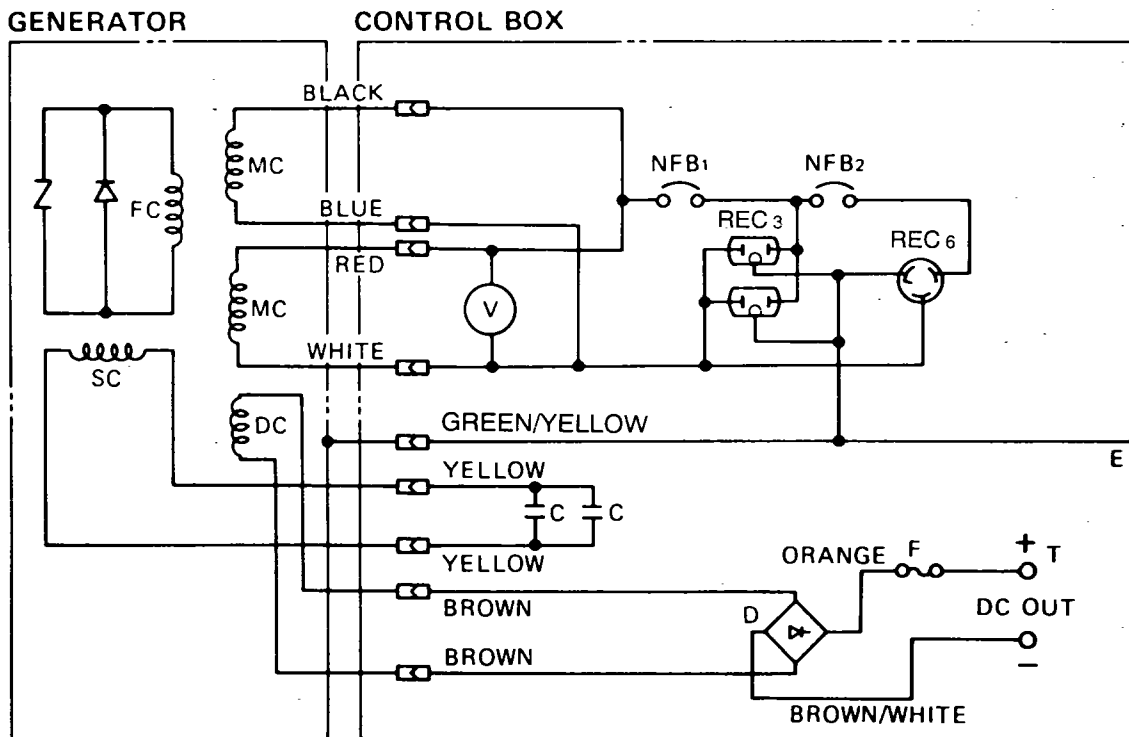 GENERATOR
CONTROL BOX
BLACK
MC
FC
BLUE
RED
NFB1
NFB2
REC3
REC6
MC
V
WHITE
SC
DC
GREEN/YELLOW
E
YELLOW
C
C
YELLOW
ORANGE
F
+
T
DC OUT
BROWN
D
BROWN
−
BROWN/WHITE